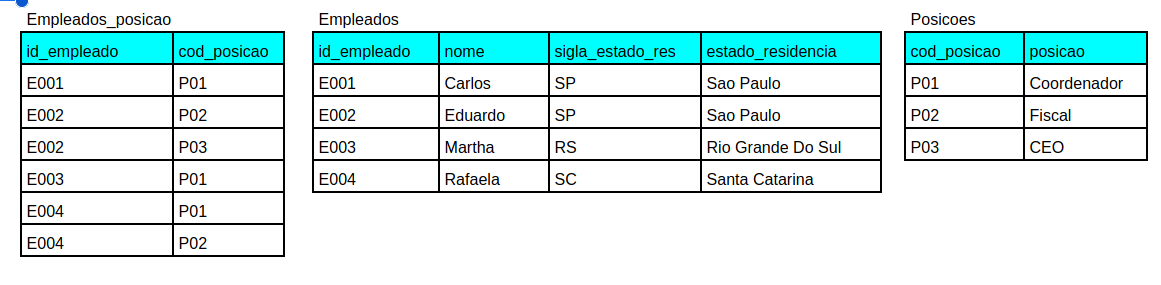 Empleados_posicao
id_empleado cod_posicao
E001 P01
E002 P02
E002 P03
E003 P01
E004 P01
E004 P02
Empleados
id_empleado nome sigla_estado_res estado_residencia
E001 Carlos SP Sao Paulo
E002 Eduardo SP Sao Paulo
E003 Martha RS Rio Grande Do Sul
E004 Rafaela SC Santa Catarina
Posicoes
cod_posicao posicao
P01 Coordenador
P02 Fiscal
P03 CEO